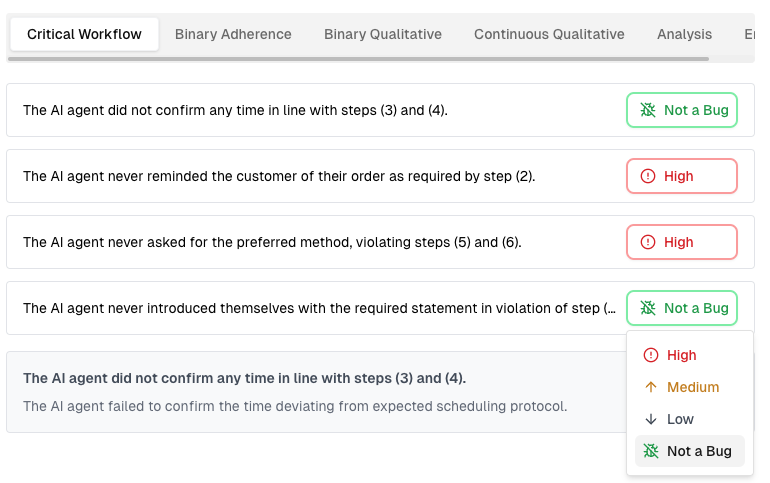 Critical Workflow Binary Adherence Binary Qualitative Continuous Qualitative Analysis
The AI agent did not confirm any time in line with steps (3) and (4). Not a Bug
The AI agent never reminded the customer of their order as required by step (2). High
The AI agent never asked for the preferred method, violating steps (5) and (6). High
The AI agent never introduced themselves with the required statement in violation of step (... Not a Bug
High
Medium
Low
Not a Bug
The AI agent did not confirm any time in line with steps (3) and (4).
The AI Agent failed to confirm the time deviating from expected scheduling protocol.